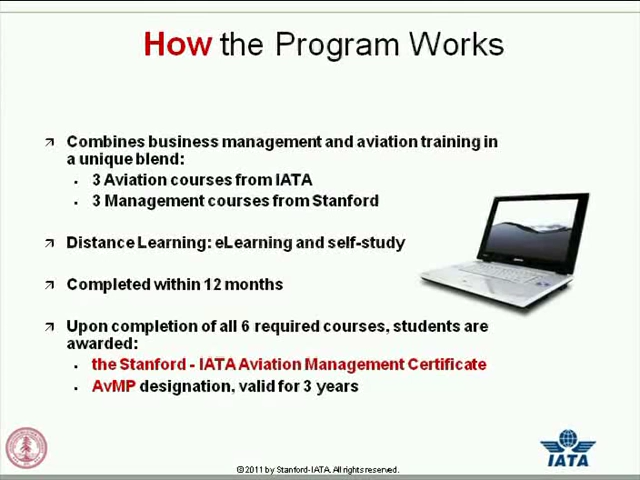 How the Program Works
Combines business management and aviation training in
a unique blend:
3 Aviation courses from IATA
3 Management courses from Stanford
Distance Learning: eLearning and self-study
Completed within 12 months
Upon completion of all 6 required courses, students are
awarded:
the Stanford - IATA Aviation Management Certificate
AvMP designation, valid for 3 years
IATA
©2011 by Stanford-IATA. All rights reserved.